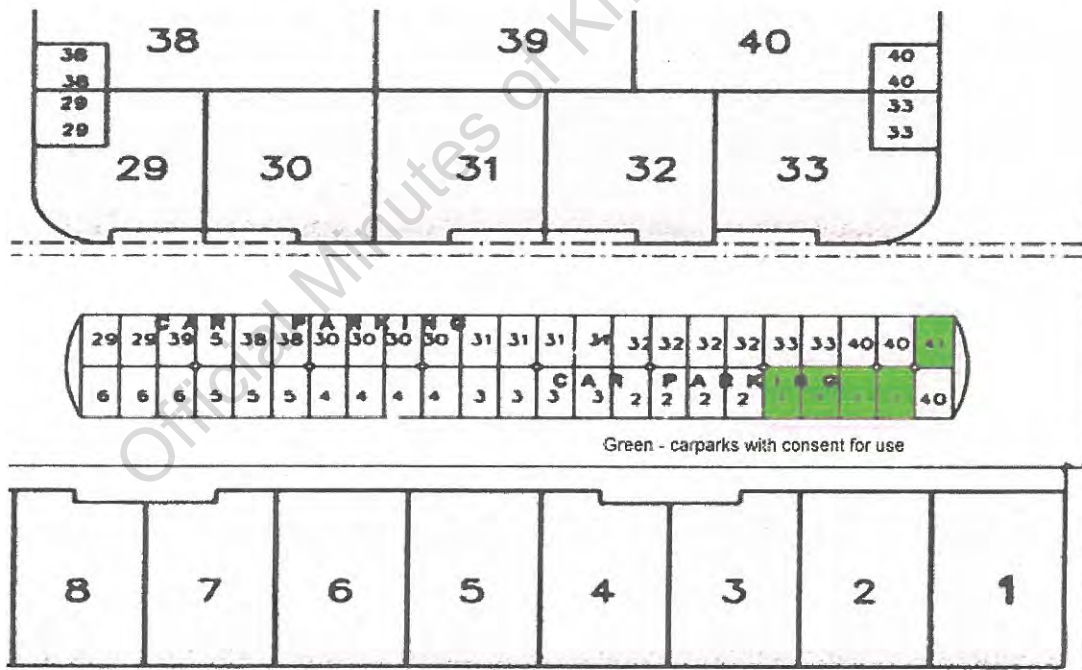 Official Minutes of
38 39 40
38 40
38 40
29 33
29 33
29 30 31 32 33
CAR PARKING
29 29 39 5 38 38 30 30 30 30 31 31 31 31 32 32 32 32 33 33 40 40 41
CAR PARKING
6 6 6 5 5 5 4 4 4 4 3 3 3 3 2 2 2 2 40
Green - carparks with consent for use
8 7 6 5 4 3 2 1